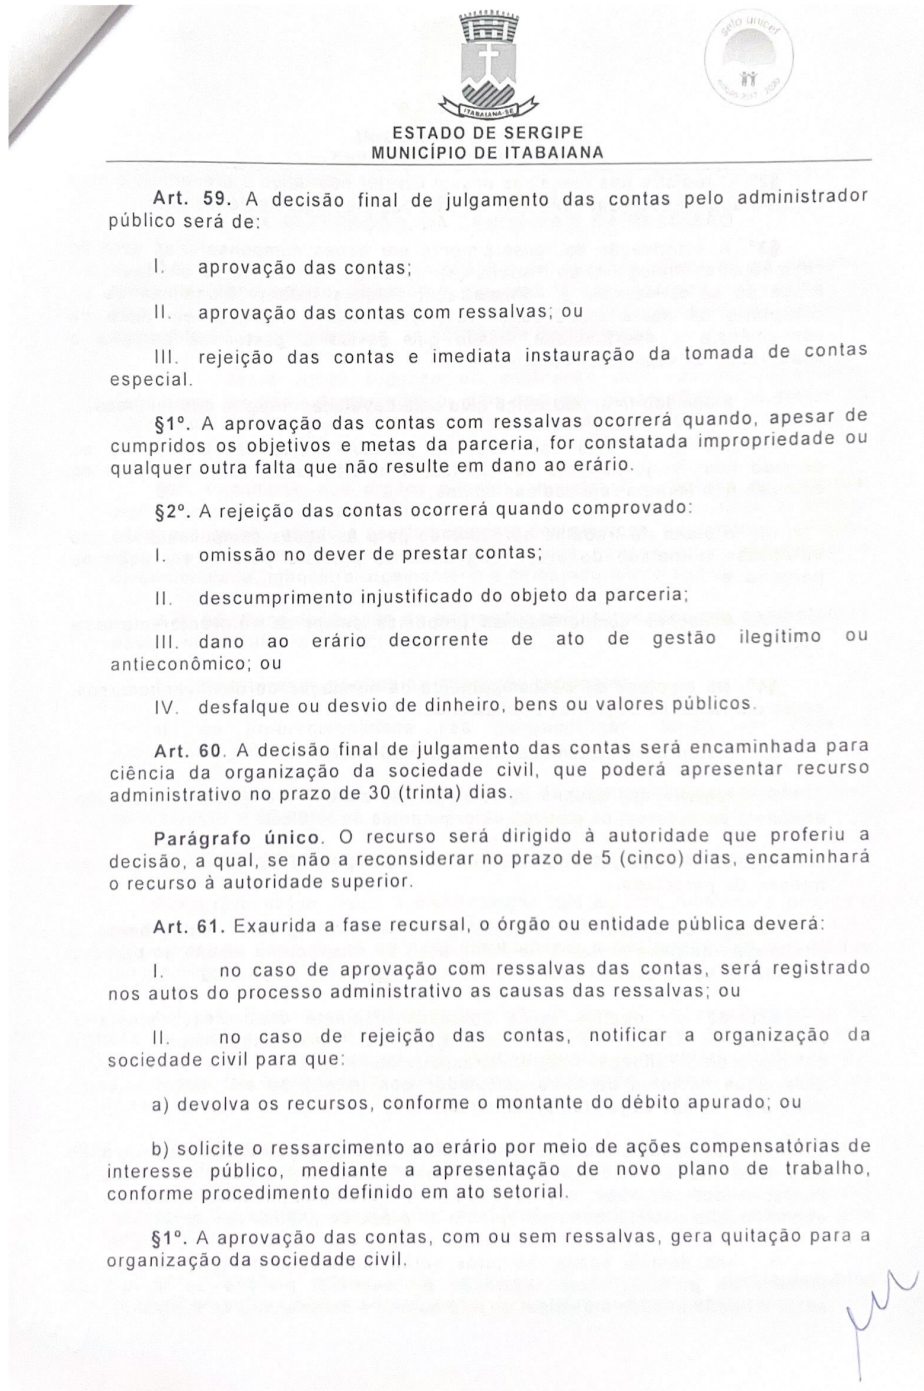 selo unicef
ITABAIANA-SE
ESTADO DE SERGIPE
MUNICÍPIO DE ITABAIANA
Art. 59. A decisão final de julgamento das contas pelo administrador
público será de:
I. aprovação das contas;
II. aprovação das contas com ressalvas; ou
III. rejeição das contas e imediata instauração da tomada de contas
especial.
§1º. A aprovação das contas com ressalvas ocorrerá quando, apesar de
cumpridos os objetivos e metas da parceria, for constatada impropriedade ou
qualquer outra falta que não resulte em dano ao erário.
§2º. A rejeição das contas ocorrerá quando comprovado:
I. omissão no dever de prestar contas;
II. descumprimento injustificado do objeto da parceria;
III. dano ao erário decorrente de ato de gestão ilegítimo ou
antieconômico; ou
IV. desfalque ou desvio de dinheiro, bens ou valores públicos.
Art. 60. A decisão final de julgamento das contas será encaminhada para
ciência da organização da sociedade civil, que poderá apresentar recurso
administrativo no prazo de 30 (trinta) dias.
Parágrafo único. O recurso será dirigido à autoridade que proferiu a
decisão, a qual, se não a reconsiderar no prazo de 5 (cinco) dias, encaminhará
o recurso à autoridade superior.
Art. 61. Exaurida a fase recursal, o órgão ou entidade pública deverá:
I. no caso de aprovação com ressalvas das contas, será registrado
nos autos do processo administrativo as causas das ressalvas; ou
II. no caso de rejeição das contas, notificar a organização da
sociedade civil para que:
a) devolva os recursos, conforme o montante do débito apurado; ou
b) solicite o ressarcimento ao erário por meio de ações compensatórias de
interesse público, mediante a apresentação de novo plano de trabalho,
conforme procedimento definido em ato setorial.
§1º. A aprovação das contas, com ou sem ressalvas, gera quitação para a
organização da sociedade civil.